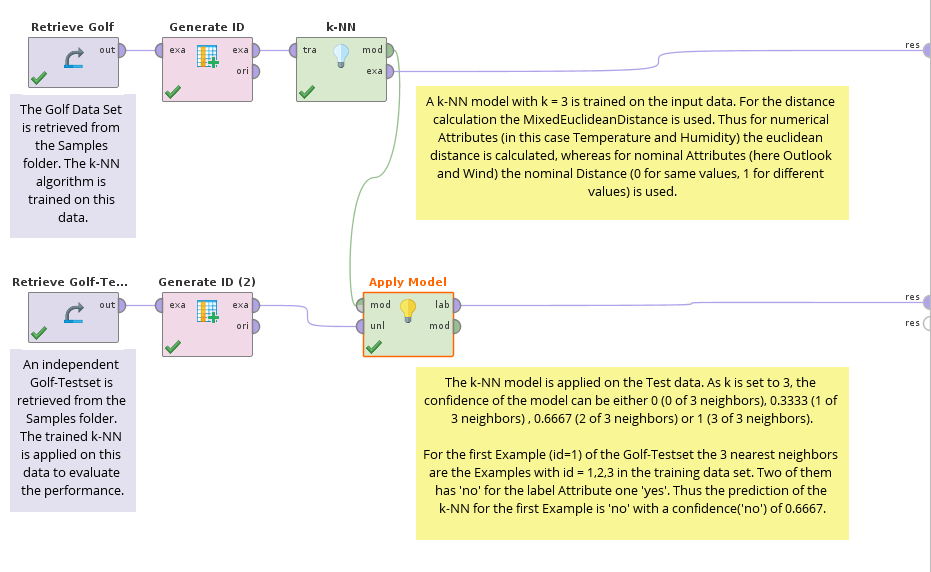 Retrieve Golf
Generate ID
k-NN
out
exa
exa
ori
tra
mod
exa
res
The Golf Data Set
is retrieved from
the Samples
folder. The k-NN
algorithm is
trained on this
data.
A k-NN model with k = 3 is trained on the input data. For the distance
calculation the MixedEuclideanDistance is used. Thus for numerical
Attributes (in this case Temperature and Humidity) the euclidean
distance is calculated, whereas for nominal Attributes (here Outlook
and Wind) the nominal Distance (0 for same values, 1 for different
values) is used.
Retrieve Golf-Te...
Generate ID (2)
Apply Model
out
exa
exa
ori
mod
unl
lab
mod
res
res
An independent
Golf-Testset is
retrieved from the
Samples folder.
The trained k-NN
is applied on this
data to evaluate
the performance.
The k-NN model is applied on the Test data. As k is set to 3, the
confidence of the model can be either 0 (0 of 3 neighbors), 0.3333 (1 of
3 neighbors) , 0.6667 (2 of 3 neighbors) or 1 (3 of 3 neighbors).
For the first Example (id=1) of the Golf-Testset the 3 nearest neighbors
are the Examples with id = 1,2,3 in the training data set. Two of them
has 'no' for the label Attribute one 'yes'. Thus the prediction of the
k-NN for the first Example is 'no' with a confidence('no') of 0.6667.